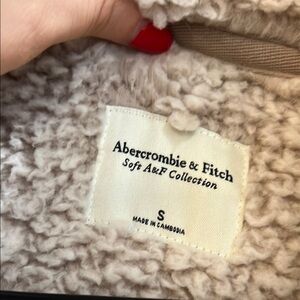 Abercrombie & Fitch
Soft A&F Collection
S
MADE IN CAMBODIA